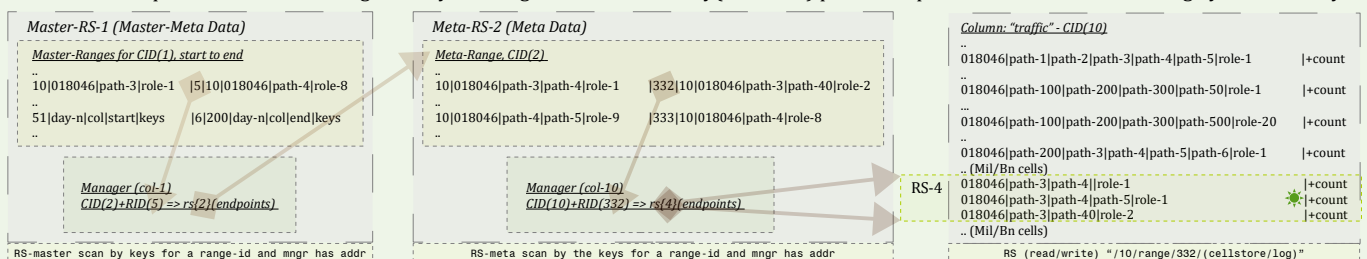 Master-RS-1 (Master-Meta Data)
Master-Ranges for CID(1), start to end
..
10|018046|path-3|role-1 |5|10|018046|path-4|role-8
..
51|day-n|col|start|keys |6|200|day-n|col|end|keys
..
Manager (col-1)
CID(2)+RID(5) => rs{2}(endpoints)
RS-master scan by keys for a range-id and mngr has addr
Meta-RS-2 (Meta Data)
Meta-Range, CID(2)
..
10|018046|path-3|path-4|role-1 |332|10|018046|path-3|path-40|role-2
..
10|018046|path-4|path-5|role-9 |333|10|018046|path-4|role-8
..
Manager (col-10)
CID(10)+RID(332) => rs{4}(endpoints)
RS-meta scan by the keys for a range-id and mngr has addr
Column: "traffic" - CID(10)
..
018046|path-1|path-2|path-3|path-4|path-5|role-1 |+count
..
018046|path-100|path-200|path-300|path-50|role-1 |+count
...
018046|path-100|path-200|path-300|path-500|role-20 |+count
..
018046|path-200|path-3|path-4|path-5|path-6|role-1 |+count
.. (Mil/Bn cells)
RS-4
018046|path-3|path-4||role-1 |+count
018046|path-3|path-4|path-5|role-1 |+count
018046|path-3|path-40|role-2 |+count
.. (Mil/Bn cells)
RS (read/write) "/10/range/332/(cellstore/log)"